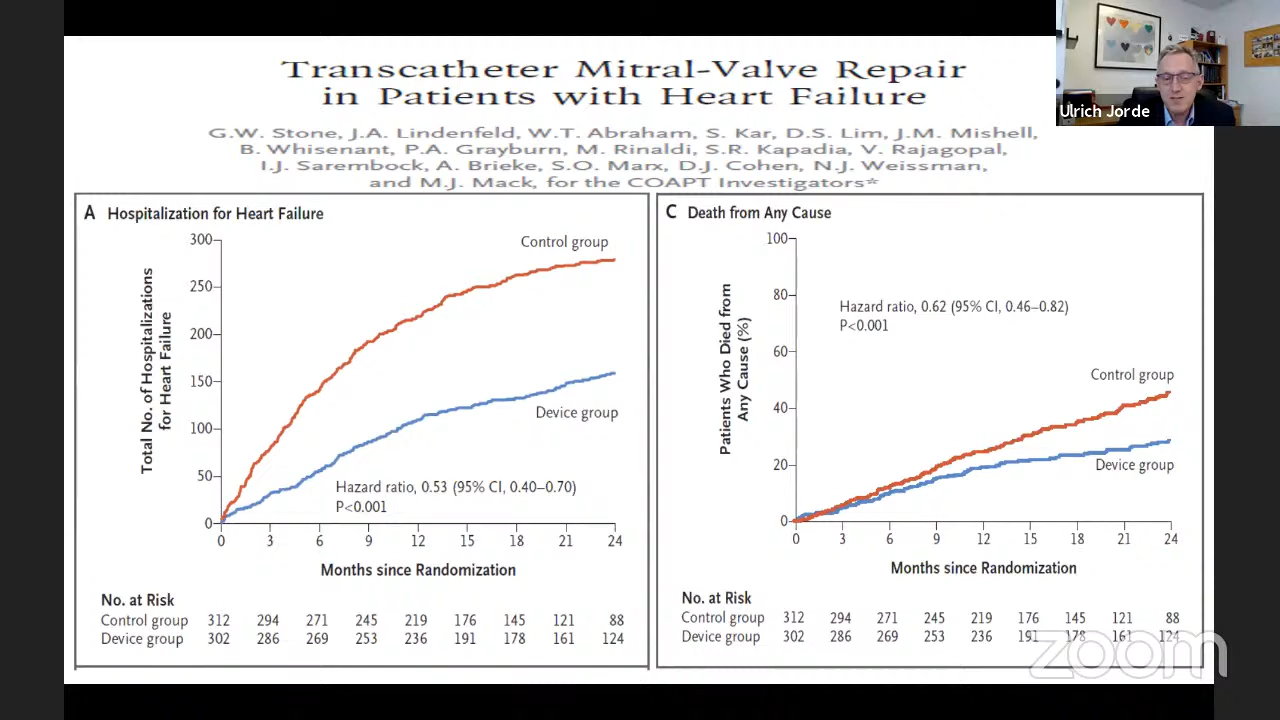 Transcatheter Mitral-Valve Repair
in Patients with Heart Failure
Ulrich Jorde
G.W. Stone, J.A. Lindenfeld, W.T. Abraham, S. Kar, D.S. Lim, J.M. Mishell,
B. Whisenant, P.A. Grayburn, M. Rinaldi, S.R. Kapadia, V. Rajagopal,
I.J. Sarembock, A. Brieke, S.O. Marx, D.J. Cohen, N.J. Weissman,
and M.J. Mack, for the COAPT Investigators*
A Hospitalization for Heart Failure
Total No. of Hospitalizations
for Heart Failure
300
250
200
150
100
50
0
Control group
Device group
Hazard ratio, 0.53 (95% CI, 0.40–0.70)
P<0.001
0 3 6 9 12 15 18 21 24
Months since Randomization
No. at Risk
Control group 312 294 271 245 219 176 145 121 88
Device group 302 286 269 253 236 191 178 161 124
C Death from Any Cause
Patients Who Died from
Any Cause (%)
100
80
60
40
20
0
Hazard ratio, 0.62 (95% CI, 0.46–0.82)
P<0.001
Control group
Device group
0 3 6 9 12 15 18 21 24
Months since Randomization
No. at Risk
Control group 312 294 271 245 219 176 145 121 88
Device group 302 286 269 253 236 191 178 161 124
zoom